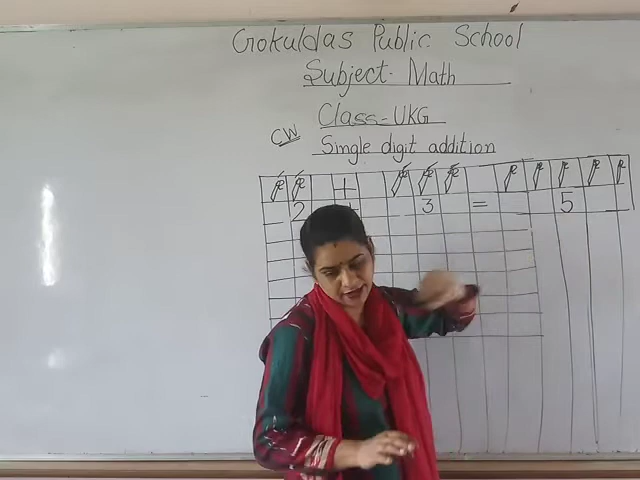 Gokuldas Public School
Subject- Math
Class-UKG
CW
Single digit addition
+
2 + 3 = 5